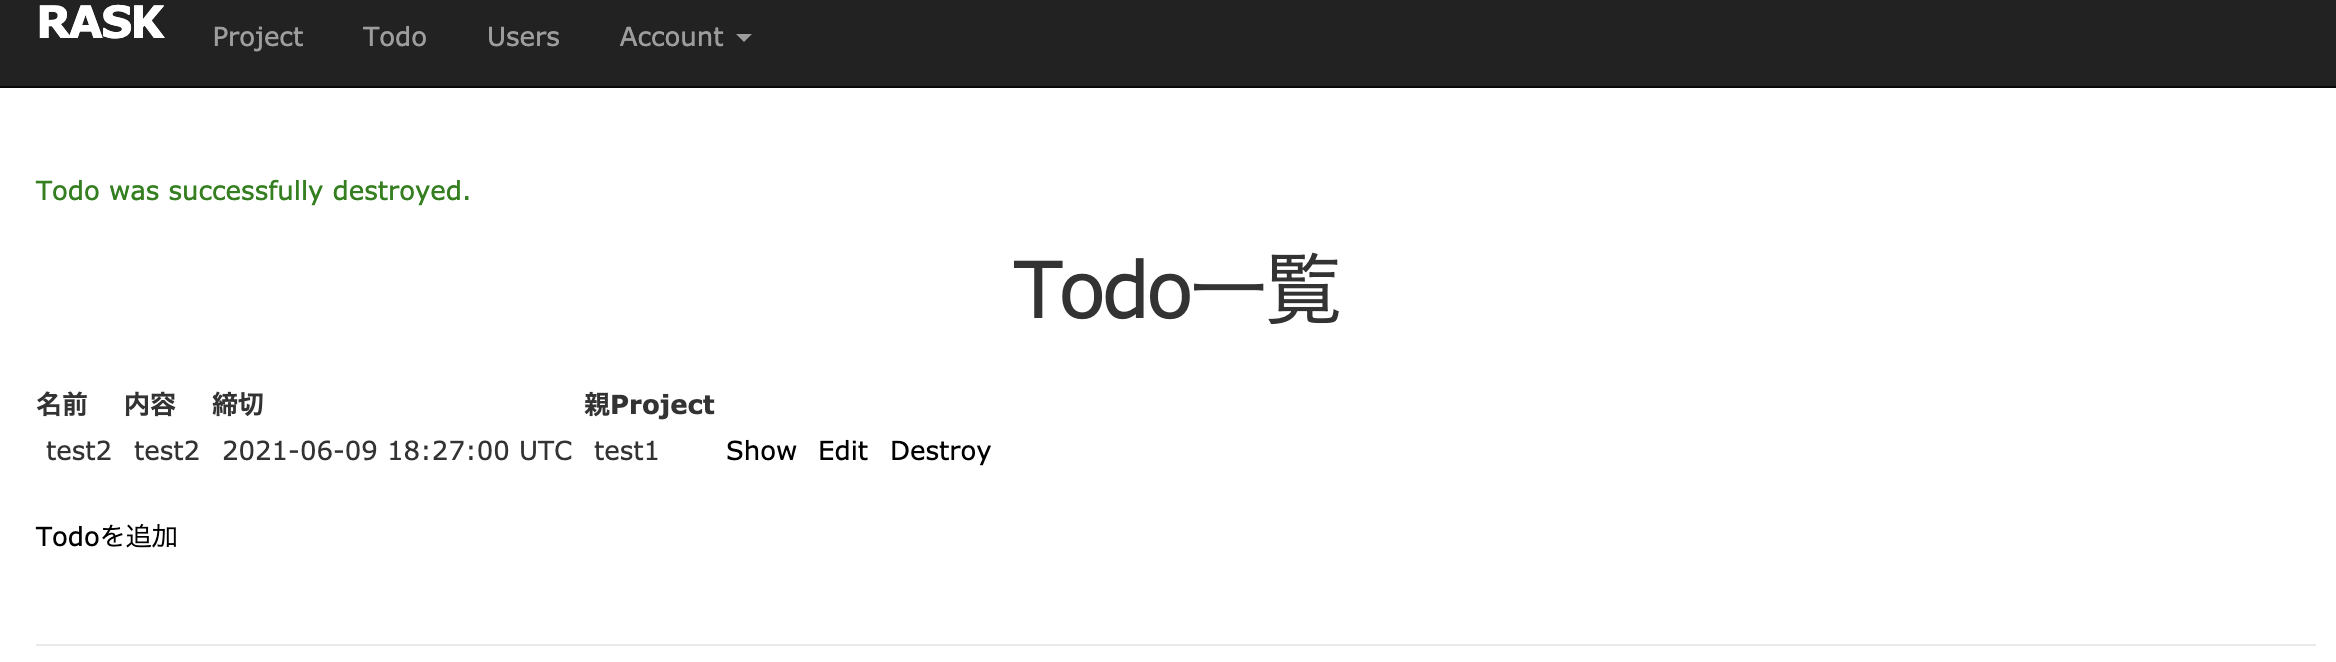 RASK Project Todo Users Account
Todo was successfully destroyed.
Todo一覧
名前 内容 締切 親Project
test2 test2 2021-06-09 18:27:00 UTC test1 Show Edit Destroy
Todoを追加